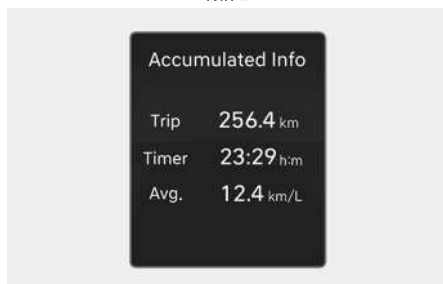 Accumulated Info
Trip 256.4 km
Timer 23:29 h:m
Avg. 12.4 km/L